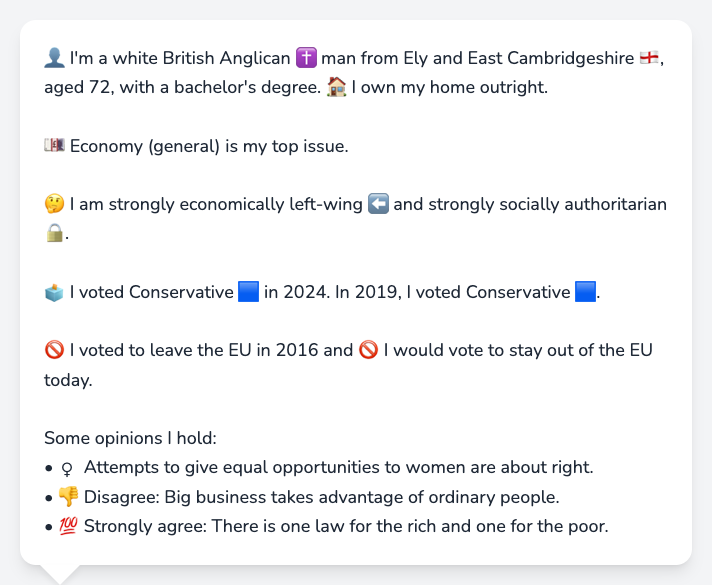 👤 I'm a white British Anglican ✝️ man from Ely and East Cambridgeshire 🏴󠁧󠁢󠁥󠁮󠁧󠁿,
aged 72, with a bachelor's degree. 🏠 I own my home outright.
💷 Economy (general) is my top issue.
🤔 I am strongly economically left-wing ⬅️ and strongly socially authoritarian
🔒.
🗳️ I voted Conservative 🟦 in 2024. In 2019, I voted Conservative 🟦.
🚫 I voted to leave the EU in 2016 and 🚫 I would vote to stay out of the EU
today.
Some opinions I hold:
• ♀ Attempts to give equal opportunities to women are about right.
• 👎 Disagree: Big business takes advantage of ordinary people.
• 💯 Strongly agree: There is one law for the rich and one for the poor.